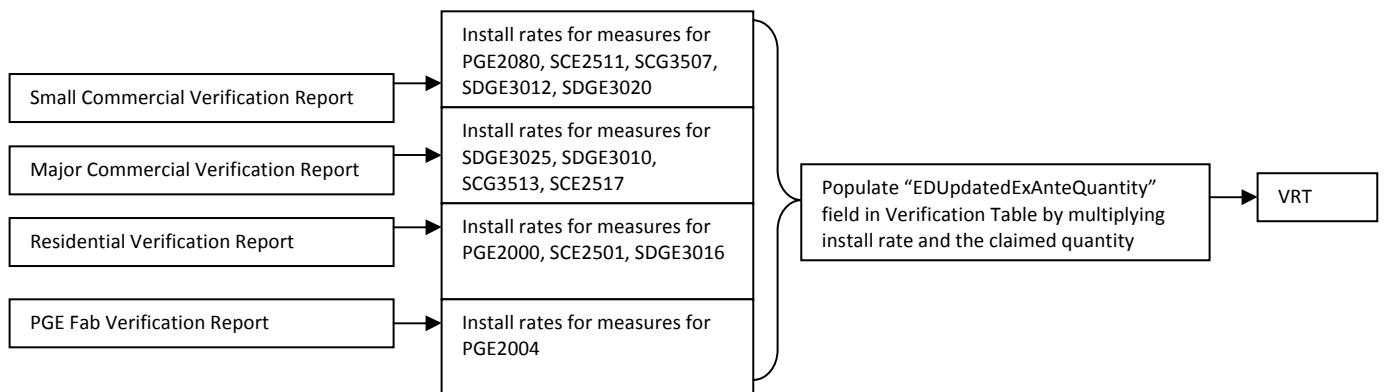 Small Commercial Verification Report
Install rates for measures for
PGE2080, SCE2511, SCG3507,
SDGE3012, SDGE3020
Major Commercial Verification Report
Install rates for measures for
SDGE3025, SDGE3010,
SCG3513, SCE2517
Residential Verification Report
Install rates for measures for
PGE2000, SCE2501, SDGE3016
PGE Fab Verification Report
Install rates for measures for
PGE2004
Populate “EDUpdatedExAnteQuantity”
field in Verification Table by multiplying
install rate and the claimed quantity
VRT